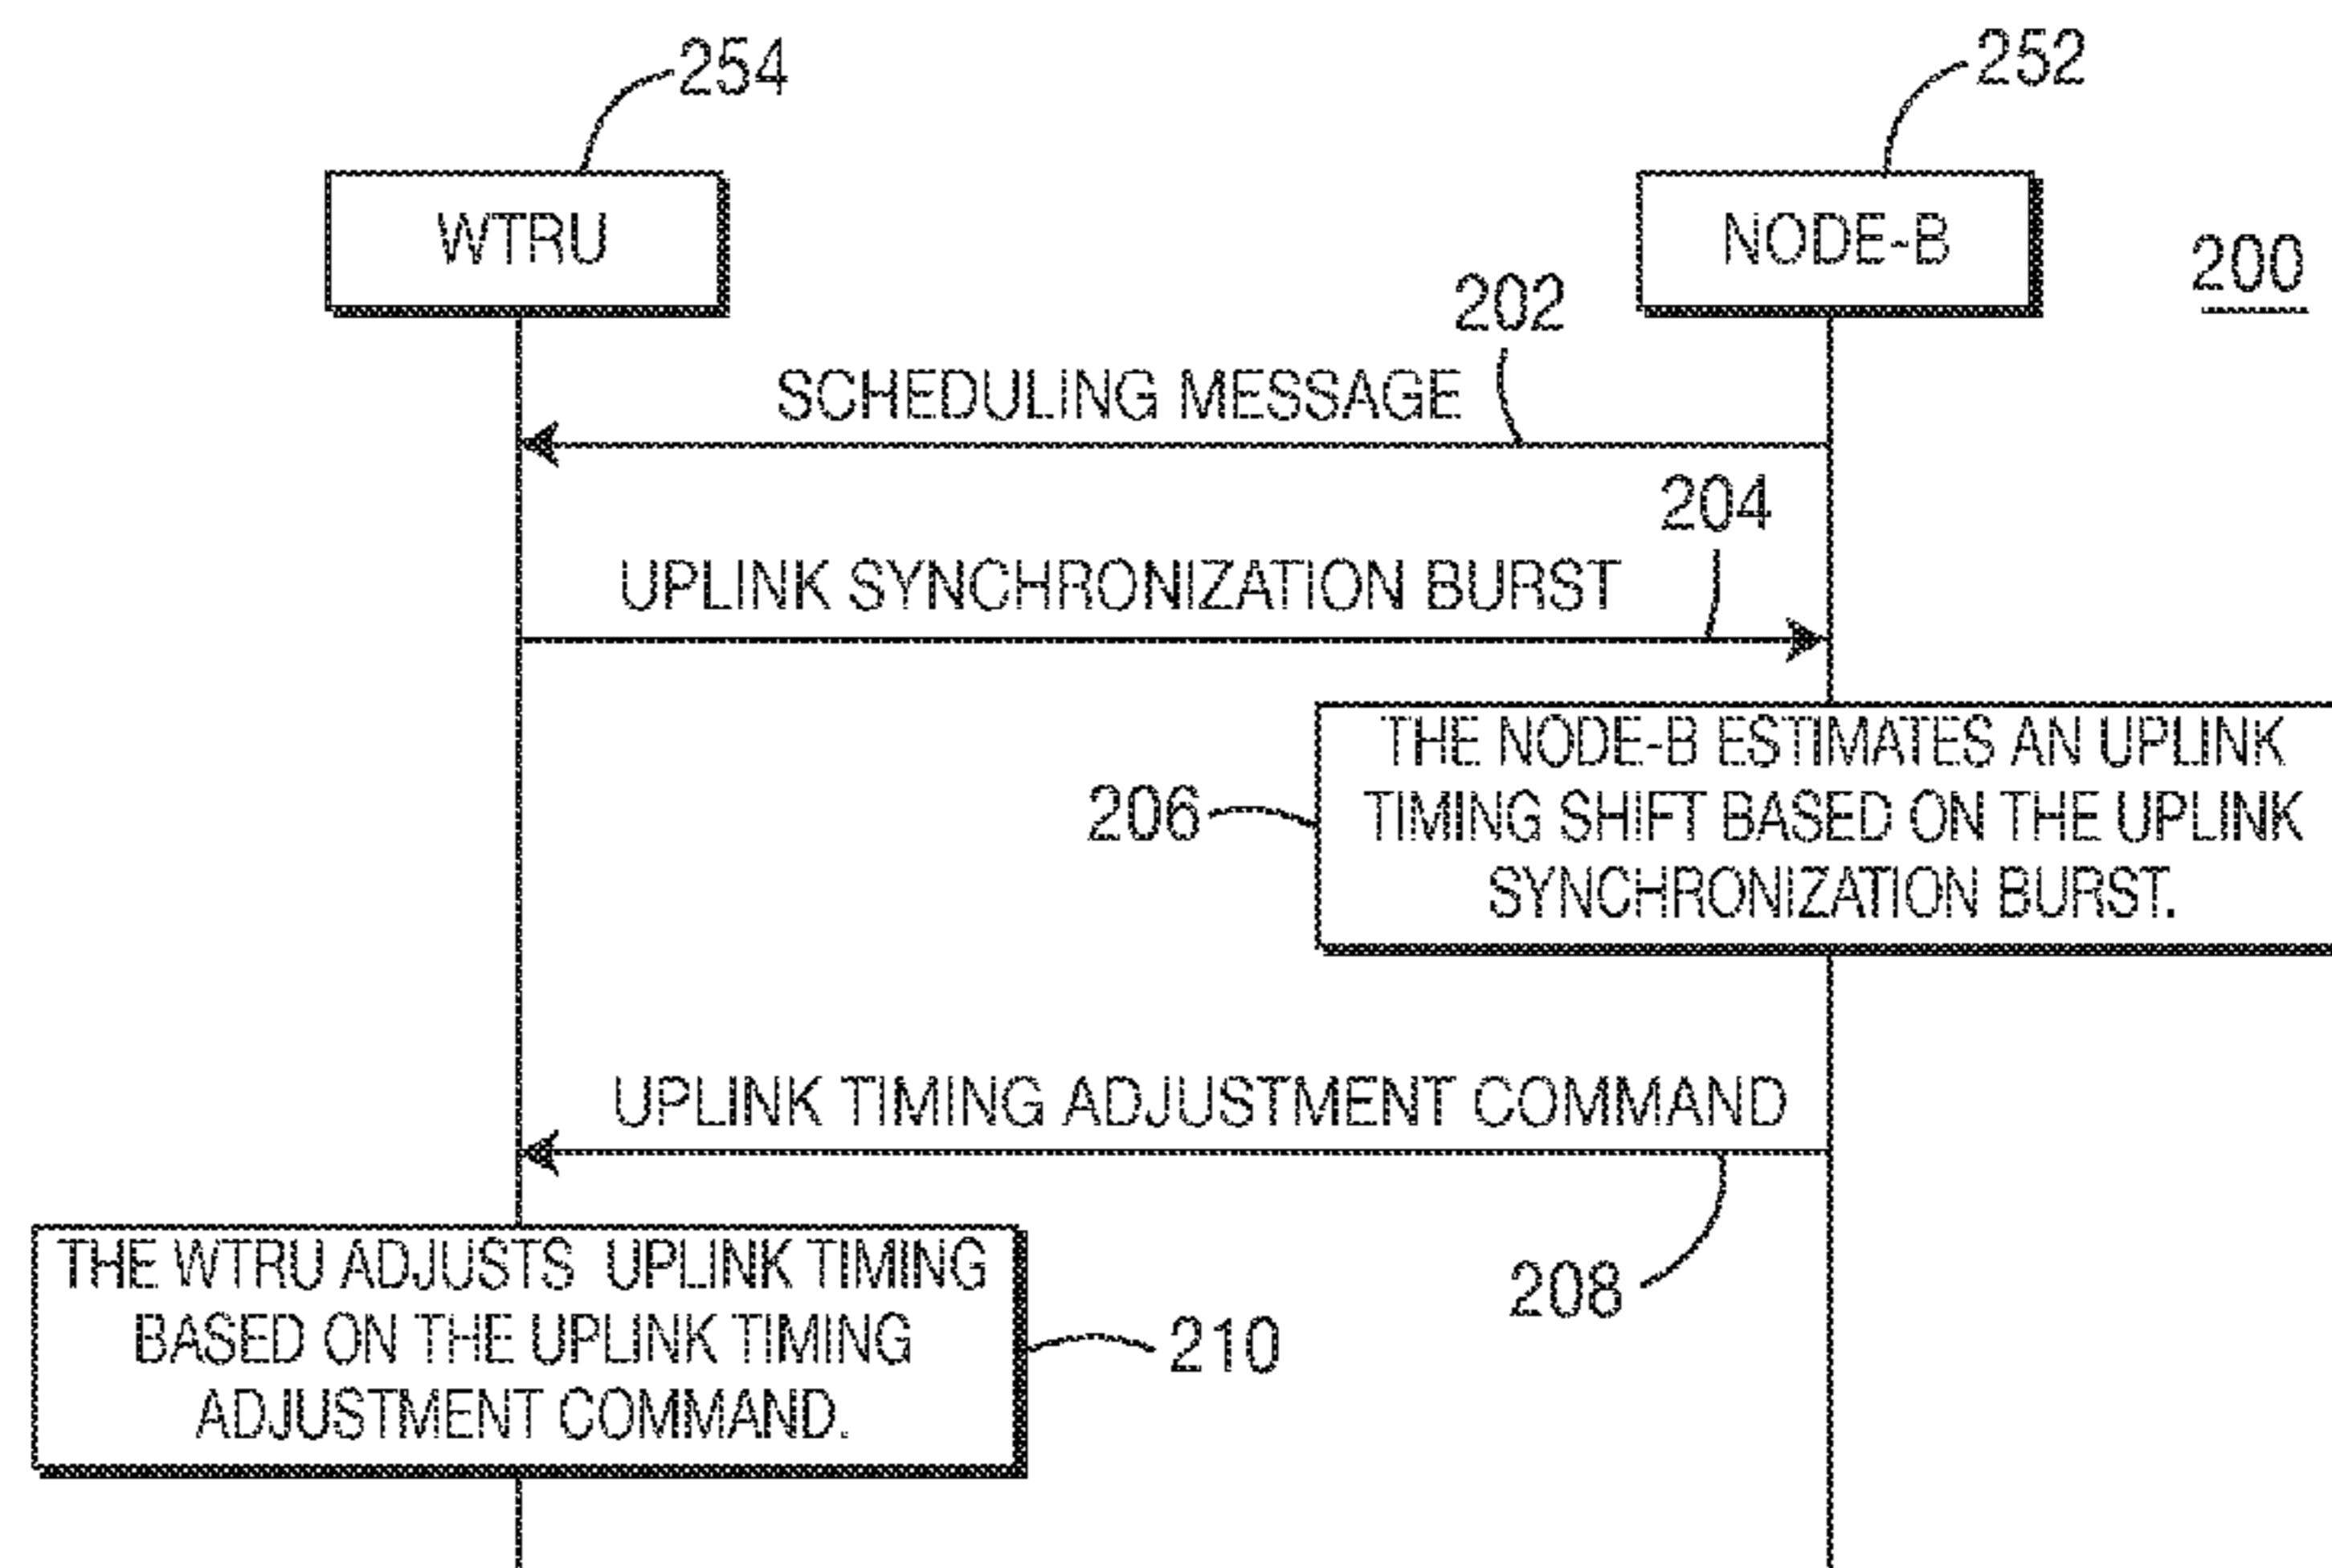 254
252
WTRU
NODE-B
200
202
SCHEDULING MESSAGE
204
UPLINK SYNCHRONIZATION BURST
THE NODE-B ESTIMATES AN UPLINK
TIMING SHIFT BASED ON THE UPLINK
SYNCHRONIZATION BURST.
206
UPLINK TIMING ADJUSTMENT COMMAND
208
THE WTRU ADJUSTS UPLINK TIMING
BASED ON THE UPLINK TIMING
ADJUSTMENT COMMAND.
210